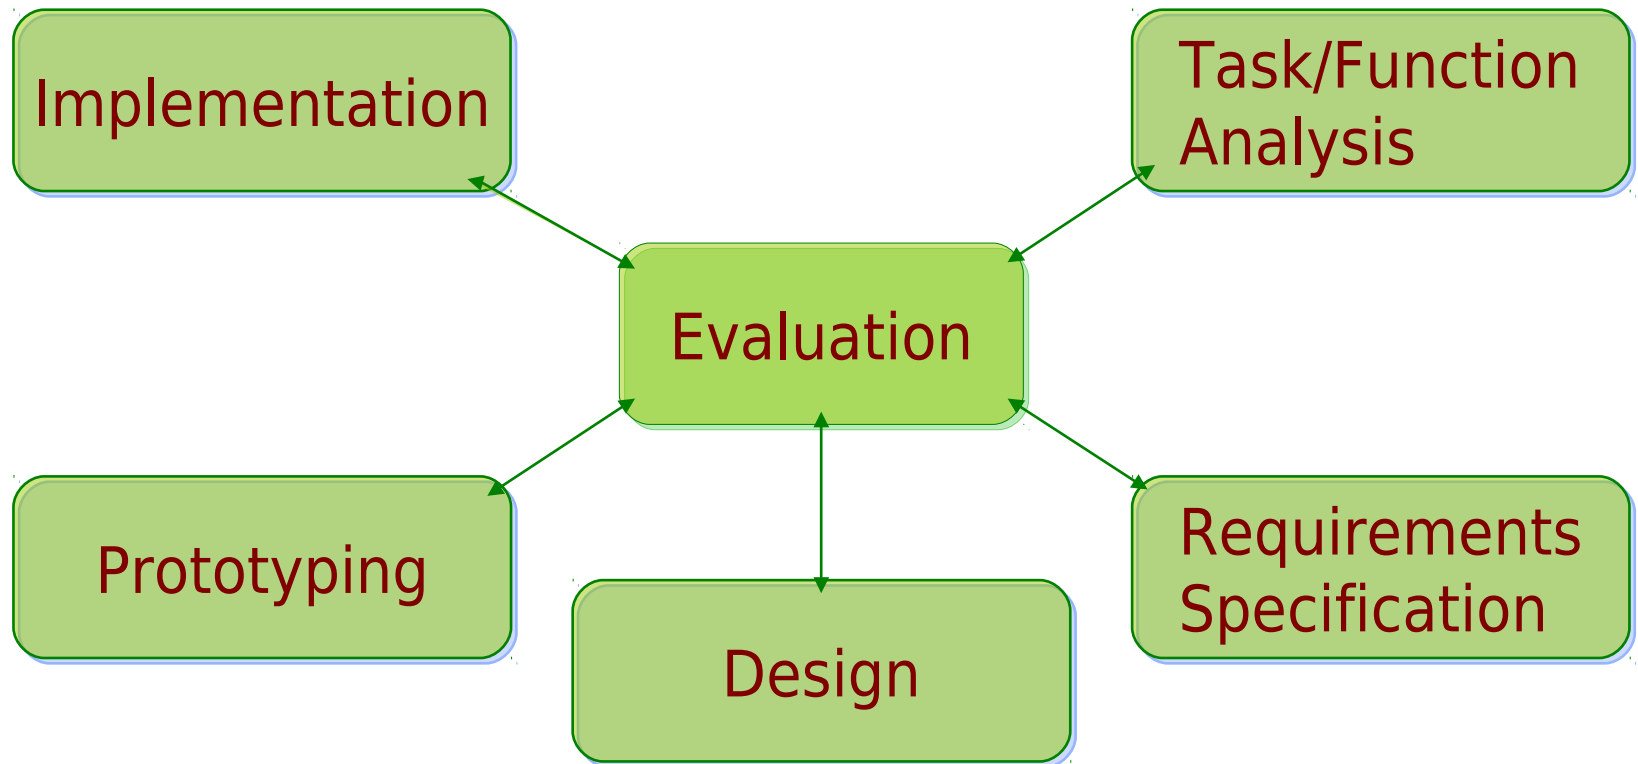 Implementation
Task/Function
Analysis
Evaluation
Prototyping
Requirements
Specification
Design